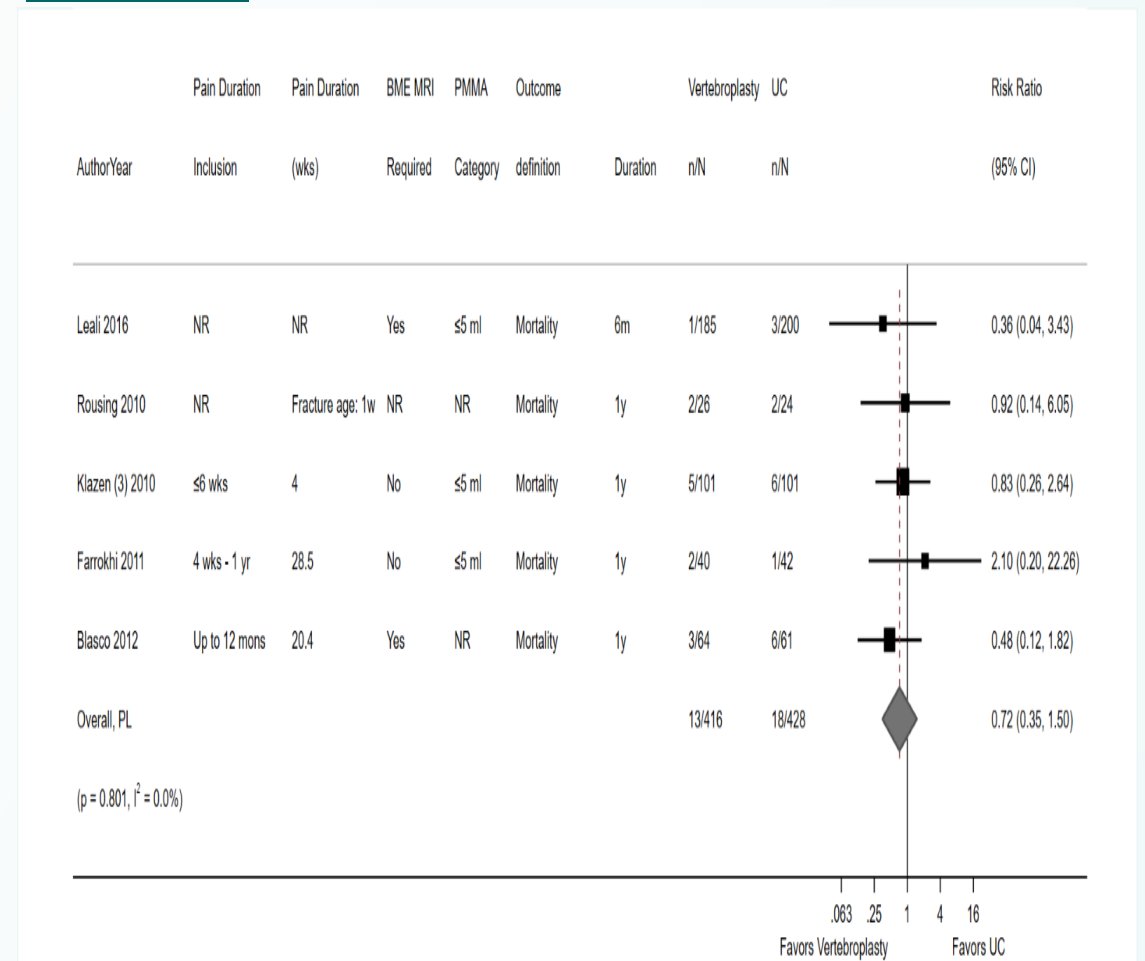 Pain Duration Pain Duration BME MRI PMMA Outcome Vertebroplasty UC Risk Ratio
AuthorYear Inclusion (wks) Required Category definition Duration n/N n/N (95% CI)
Leali 2016 NR NR Yes ≤5 ml Mortality 6m 1/185 3/200 0.36 (0.04, 3.43)
Rousing 2010 NR Fracture age: 1w NR NR Mortality 1y 2/26 2/24 0.92 (0.14, 6.05)
Klazen (3) 2010 ≤6 wks 4 No ≤5 ml Mortality 1y 5/101 6/101 0.83 (0.26, 2.64)
Farrokhi 2011 4 wks - 1 yr 28.5 No ≤5 ml Mortality 1y 2/40 1/42 2.10 (0.20, 22.26)
Blasco 2012 Up to 12 mons 20.4 Yes NR Mortality 1y 3/64 6/61 0.48 (0.12, 1.82)
Overall, PL 13/416 18/428 0.72 (0.35, 1.50)
(p = 0.801, I² = 0.0%)
.063 .25 1 4 16
Favors Vertebroplasty Favors UC